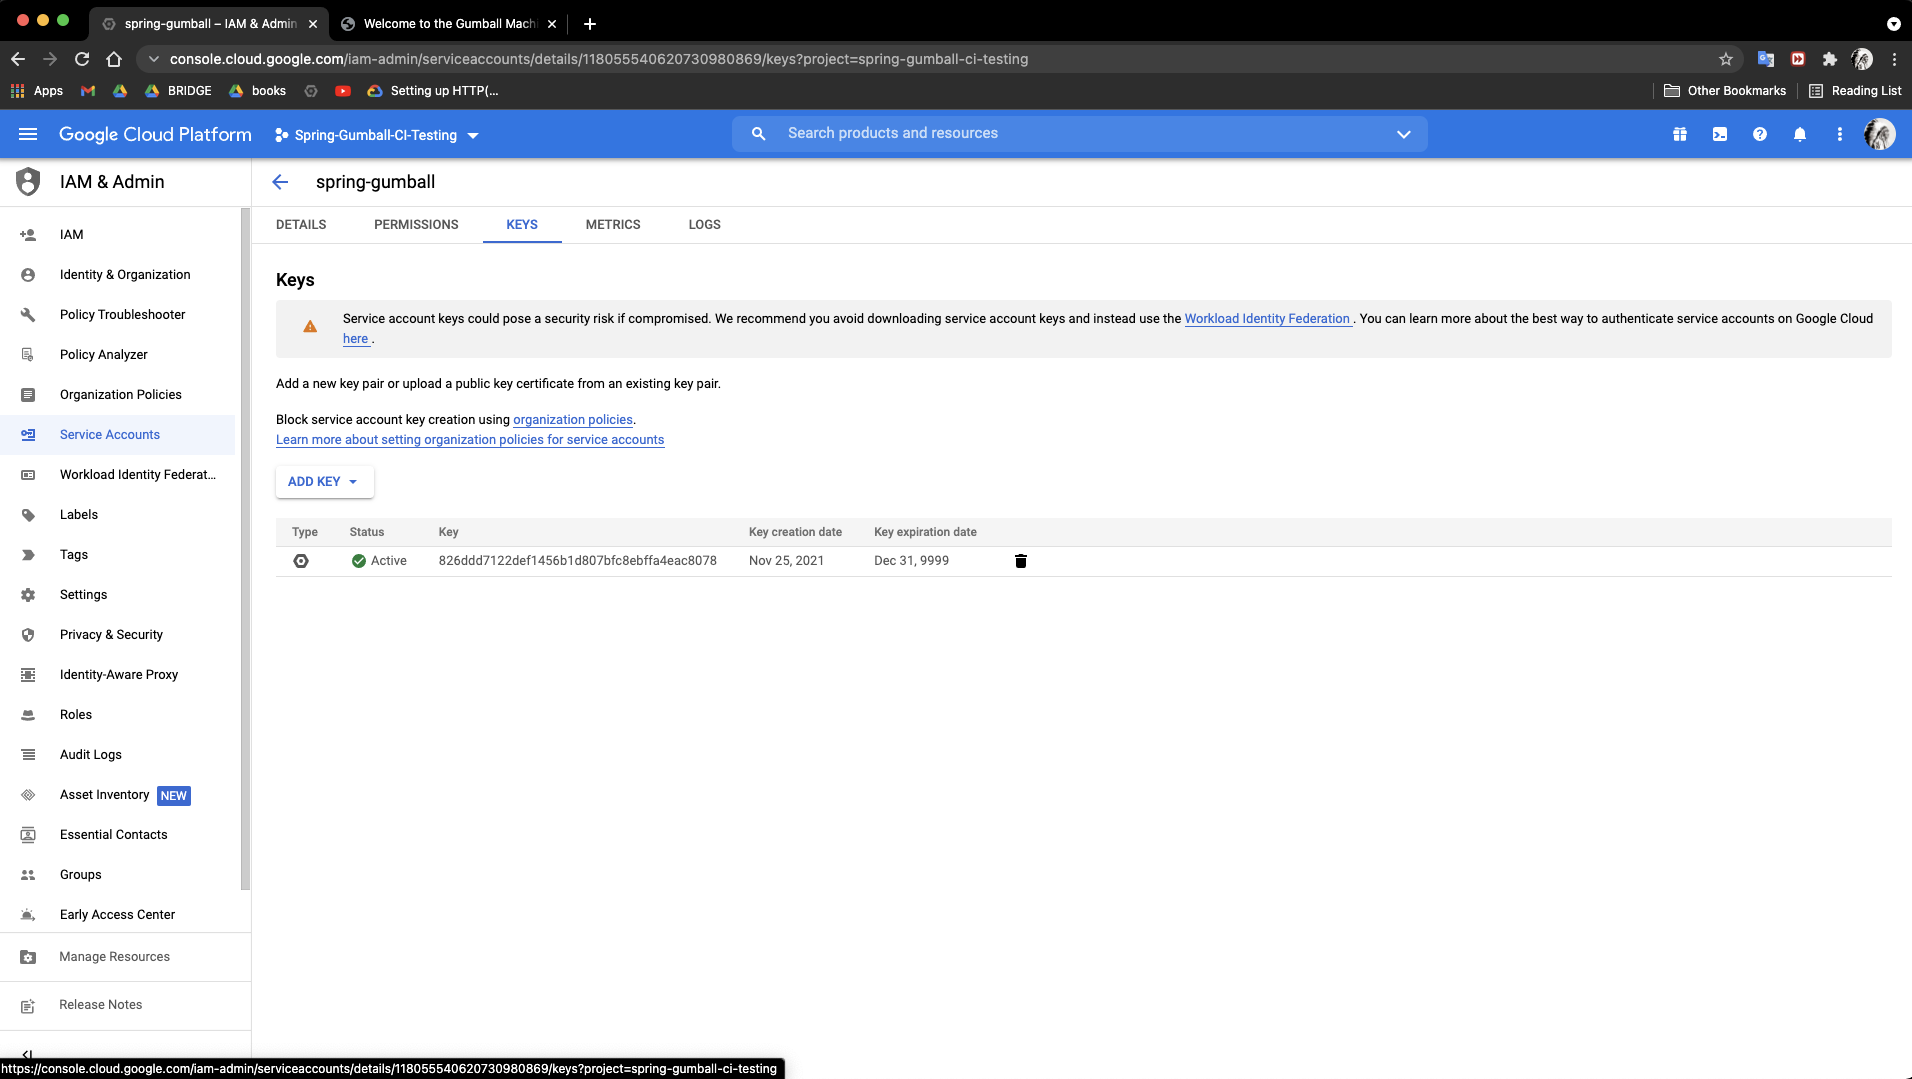 spring-gumball – IAM & Admin
Welcome to the Gumball Machi
console.cloud.google.com/iam-admin/serviceaccounts/details/118055540620730980869/keys?project=spring-gumball-ci-testing
Apps BRIDGE books Setting up HTTP(... Other Bookmarks Reading List
Google Cloud Platform Spring-Gumball-CI-Testing Search products and resources
IAM & Admin
spring-gumball
DETAILS PERMISSIONS KEYS METRICS LOGS
IAM
Identity & Organization
Policy Troubleshooter
Policy Analyzer
Organization Policies
Service Accounts
Workload Identity Federat...
Labels
Tags
Settings
Privacy & Security
Identity-Aware Proxy
Roles
Audit Logs
Asset Inventory NEW
Essential Contacts
Groups
Early Access Center
Manage Resources
Release Notes
Keys
Service account keys could pose a security risk if compromised. We recommend you avoid downloading service account keys and instead use the Workload Identity Federation . You can learn more about the best way to authenticate service accounts on Google Cloud
here .
Add a new key pair or upload a public key certificate from an existing key pair.
Block service account key creation using organization policies.
Learn more about setting organization policies for service accounts
ADD KEY
Type Status Key Key creation date Key expiration date
Active 826ddd7122def1456b1d807bfc8ebffa4eac8078 Nov 25, 2021 Dec 31, 9999
https://console.cloud.google.com/iam-admin/serviceaccounts/details/118055540620730980869/keys?project=spring-gumball-ci-testing